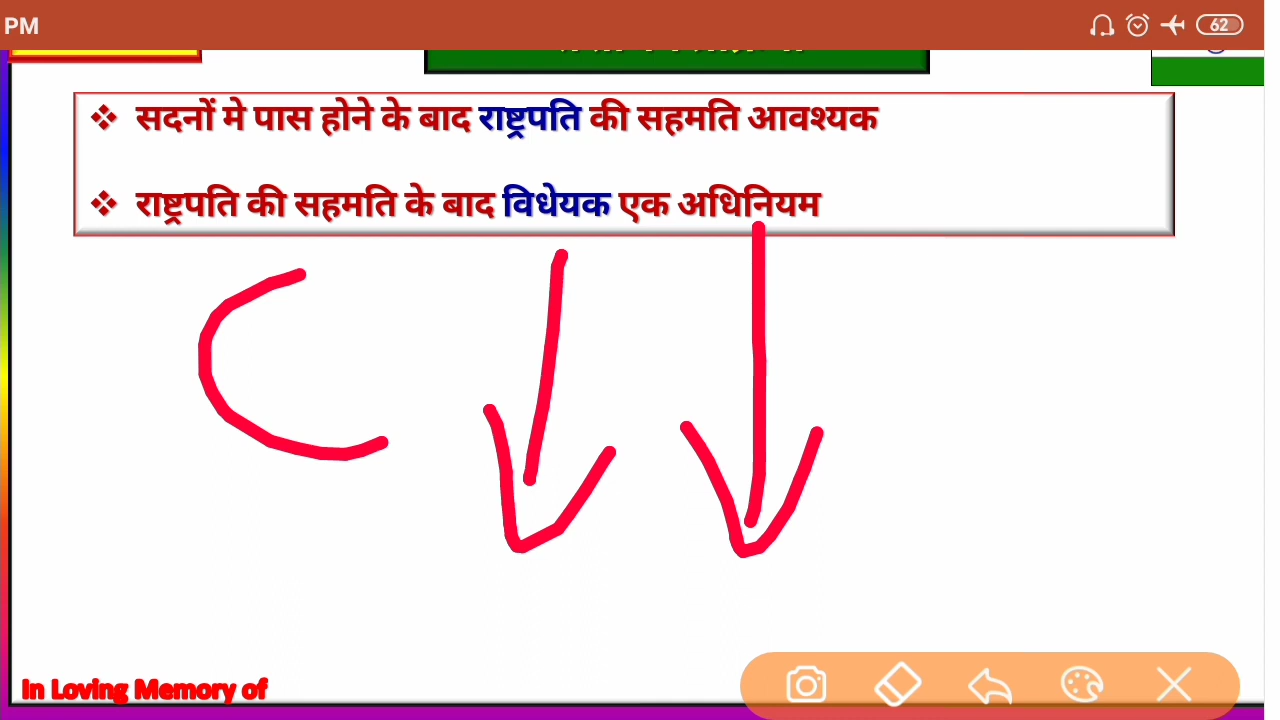 PM
62
सदनों मे पास होने के बाद राष्ट्रपति की सहमति आवश्यक
राष्ट्रपति की सहमति के बाद विधेयक एक अधिनियम
In Loving Memory of